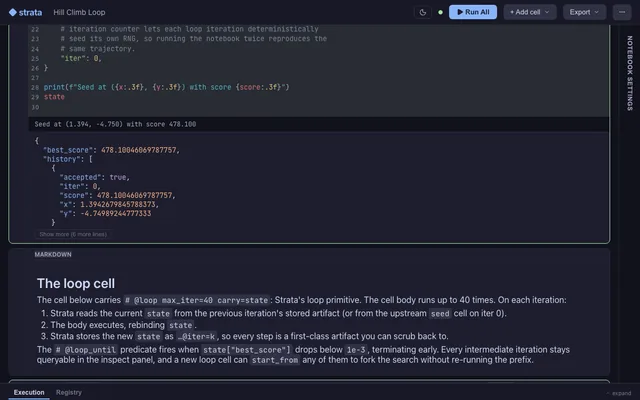 strata Hill Climb Loop Run All + Add cell Export ...
NOTEBOOK SETTINGS
22 # iteration counter lets each loop iteration deterministically
23 # seed its own RNG, so running the notebook twice reproduces the
24 # same trajectory.
25 "iter": 0,
26 }
27
28 print(f"Seed at ({x:.3f}, {y:.3f}) with score {score:.3f}")
29 state
30
Seed at (1.394, -4.750) with score 478.100
{
"best_score": 478.10046069787757,
"history": [
{
"accepted": true,
"iter": 0,
"score": 478.10046069787757,
"x": 1.3942679845788373,
"y": -4.74989244777333
}
Show more (6 more lines)
MARKDOWN
The loop cell
The cell below carries # @loop max_iter=40 carry=state: Strata's loop primitive. The cell body runs up to 40 times. On each iteration:
1. Strata reads the current state from the previous iteration's stored artifact (or from the upstream seed cell on iter 0).
2. The body executes, rebinding state.
3. Strata stores the new state as …@iter=k, so every step is a first-class artifact you can scrub back to.
The # @loop_until predicate fires when state["best_score"] drops below 1e-3, terminating early. Every intermediate iteration stays
queryable in the inspect panel, and a new loop cell can start_from any of them to fork the search without re-running the prefix.
Execution Registry expand